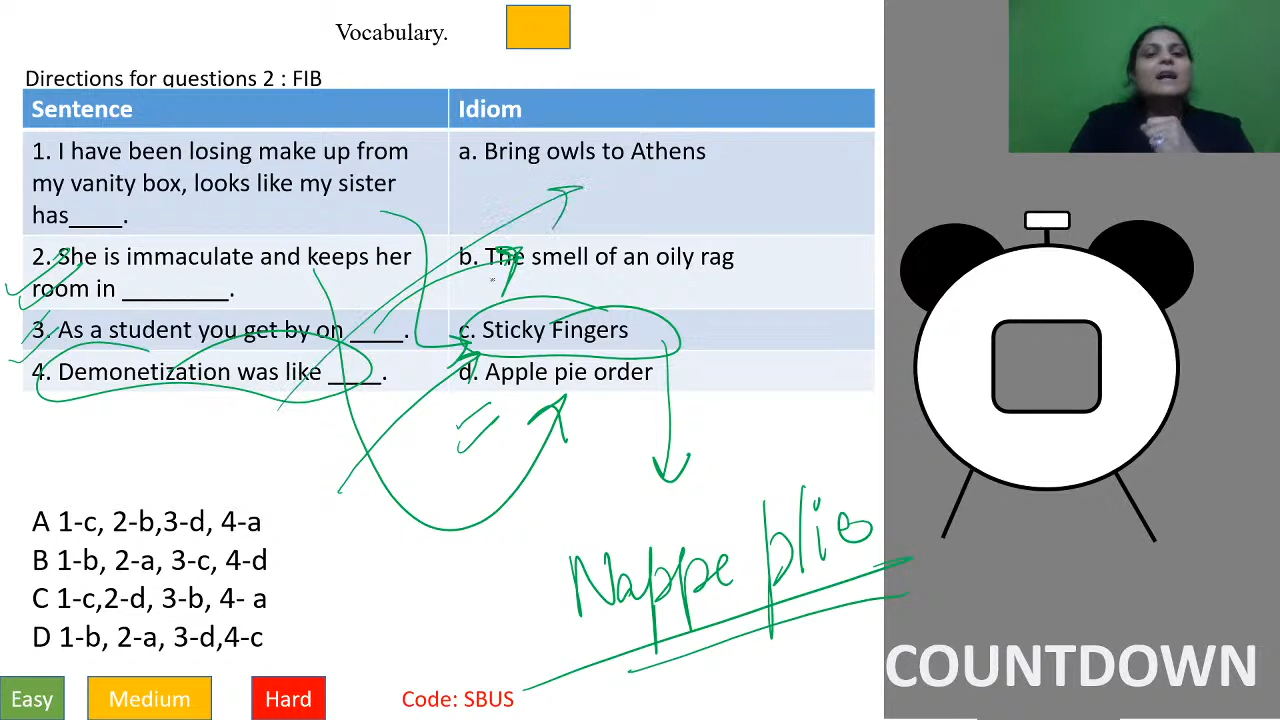 Vocabulary.
Directions for questions 2 : FIB
Sentence
Idiom
1. I have been losing make up from
my vanity box, looks like my sister
has____.
a. Bring owls to Athens
2. She is immaculate and keeps her
room in _________.
b. The smell of an oily rag
3. As a student you get by on ____.
c. Sticky Fingers
4. Demonetization was like ____.
d. Apple pie order
A 1-c, 2-b,3-d, 4-a
B 1-b, 2-a, 3-c, 4-d
C 1-c,2-d, 3-b, 4- a
D 1-b, 2-a, 3-d,4-c
Nappe plie
COUNTDOWN
Easy
Medium
Hard
Code: SBUS